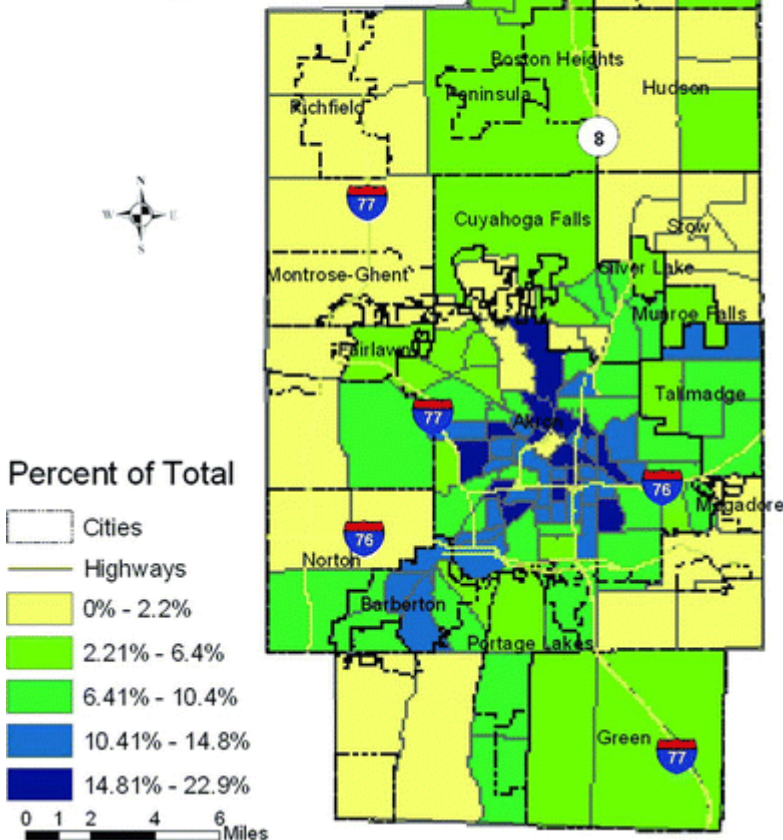 Boston Heights
Peninsula
Hudson
Richfield
8
N
W E
S
77
Cuyahoga Falls
Stow
Montrose-Ghent
Silver Lake
Munroe Falls
Fairlawn
Tallmadge
77
Akron
Percent of Total
76
Mogadore
Cities
76
Norton
Highways
0% - 2.2%
Barberton
2.21% - 6.4%
Portage Lakes
6.41% - 10.4%
10.41% - 14.8%
Green
77
14.81% - 22.9%
0 1 2 4 6
Miles